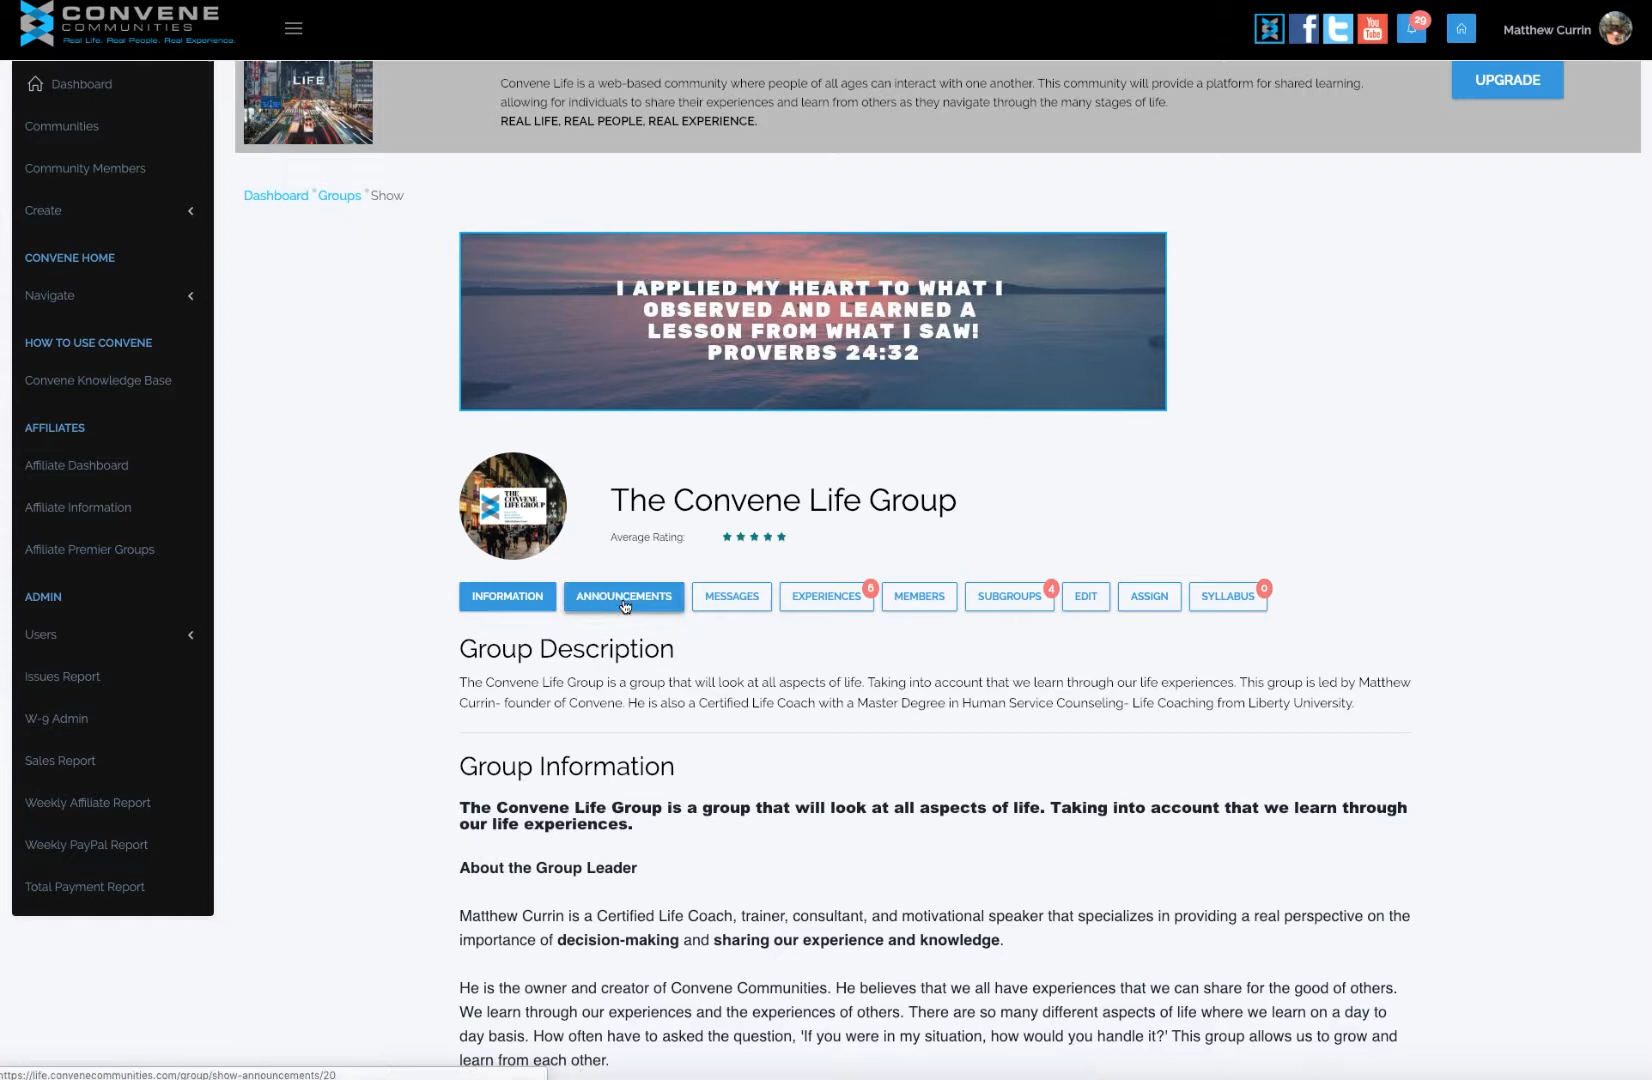 CONVENE
COMMUNITIES
Real Life. Real People. Real Experience.
You
Tube
29
Matthew Currin
Dashboard
Communities
Community Members
Create
CONVENE HOME
Navigate
HOW TO USE CONVENE
Convene Knowledge Base
AFFILIATES
Affiliate Dashboard
Affiliate Information
Affiliate Premier Groups
ADMIN
Users
Issues Report
W-9 Admin
Sales Report
Weekly Affiliate Report
Weekly PayPal Report
Total Payment Report
LIFE
Convene Life is a web-based community where people of all ages can interact with one another. This community will provide a platform for shared learning,
allowing for individuals to share their experiences and learn from others as they navigate through the many stages of life.
REAL LIFE, REAL PEOPLE, REAL EXPERIENCE.
UPGRADE
Dashboard * Groups * Show
I APPLIED MY HEART TO WHAT I
OBSERVED AND LEARNED A
LESSON FROM WHAT I SAW!
PROVERBS 24:32
THE
CONVENE
LIFE GROUP
The Convene Life Group
Average Rating:
INFORMATION
ANNOUNCEMENTS
MESSAGES
EXPERIENCES 6
MEMBERS
SUBGROUPS 4
EDIT
ASSIGN
SYLLABUS 0
Group Description
The Convene Life Group is a group that will look at all aspects of life. Taking into account that we learn through our life experiences. This group is led by Matthew
Currin- founder of Convene. He is also a Certified Life Coach with a Master Degree in Human Service Counseling- Life Coaching from Liberty University.
Group Information
The Convene Life Group is a group that will look at all aspects of life. Taking into account that we learn through
our life experiences.
About the Group Leader
Matthew Currin is a Certified Life Coach, trainer, consultant, and motivational speaker that specializes in providing a real perspective on the
importance of decision-making and sharing our experience and knowledge.
He is the owner and creator of Convene Communities. He believes that we all have experiences that we can share for the good of others.
We learn through our experiences and the experiences of others. There are so many different aspects of life where we learn on a day to
day basis. How often have to asked the question, 'If you were in my situation, how would you handle it?' This group allows us to grow and
learn from each other.
https://life.convenecommunities.com/group/show-announcements/20